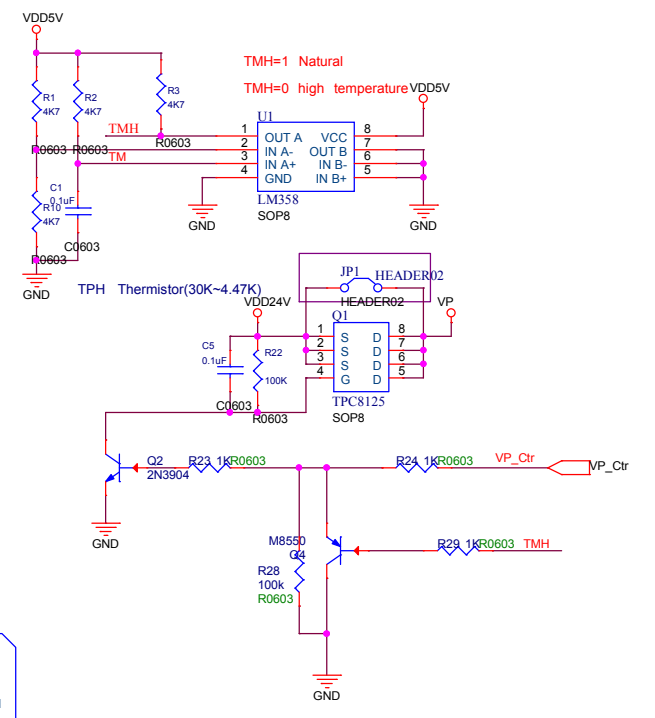 VDD5V
TMH=1 Natural
TMH=0 high temperature
VDD5V
R1
4K7
R2
4K7
R3
4K7
U1
TMH
1 OUT A VCC 8
2 IN A- OUT B 7
3 IN A+ IN B- 6
4 GND IN B+ 5
R0603
R0603
R0603
TM
LM358
SOP8
C1
0.1uF
R10
4K7
GND
GND
C0603
R0603
GND
TPH Thermistor(30K~4.47K)
JP1 HEADER02
HEADER02
VDD24V
VP
Q1
1 S D 8
2 S D 7
3 S D 6
4 G D 5
C5
0.1uF
R22
100K
TPC8125
SOP8
C0603
R0603
Q2
2N3904
R23 1K R0603
R24 1K R0603
VP_Ctr
VP_Ctr
GND
M8550
Q4
R29 1K R0603 TMH
R28
100k
R0603
GND